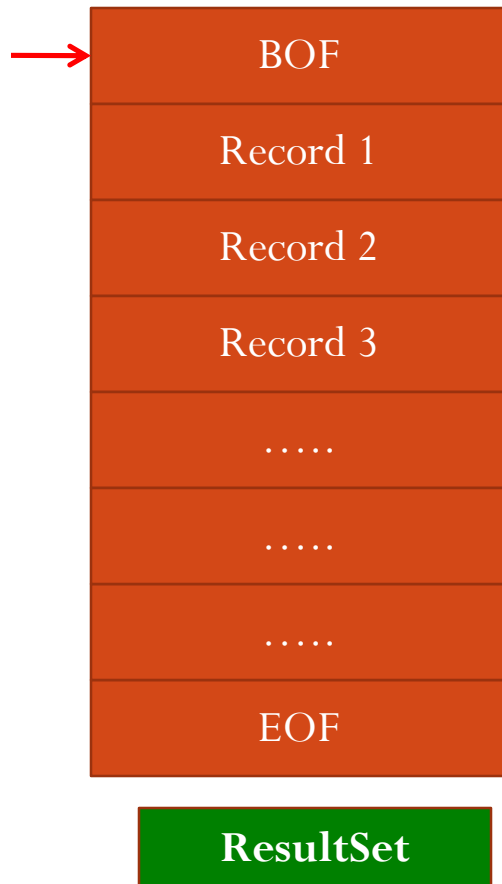 BOF
Record 1
Record 2
Record 3
.....
.....
.....
EOF
ResultSet